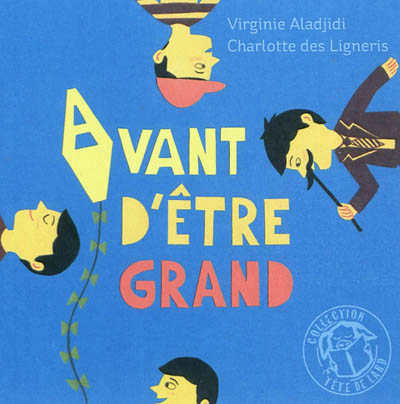 Virginie Aladjidi
Charlotte des Ligneris
AVANT
D'ÊTRE
GRAND
COLLECTION
TÊTE DE LARD